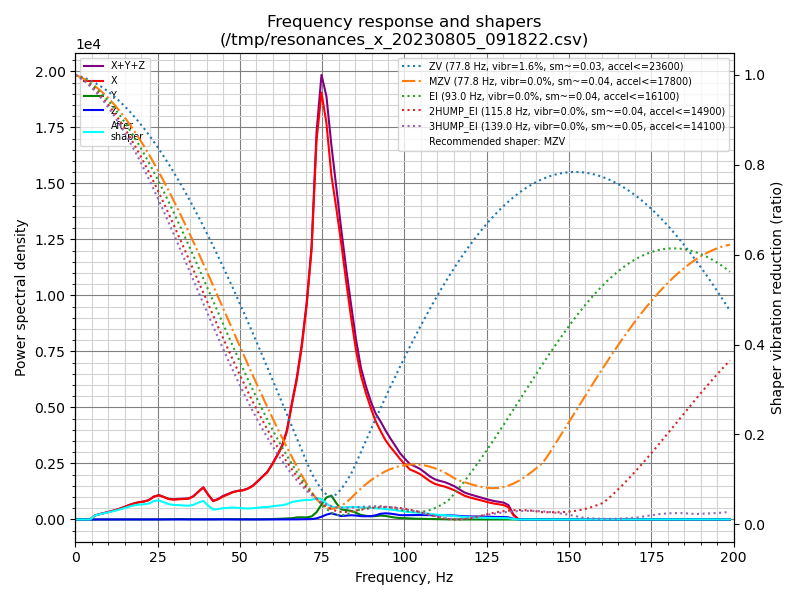 Frequency response and shapers
(/tmp/resonances_x_20230805_091822.csv)
1e4
X+Y+Z
X
Y
Z
After
shaper
ZV (77.8 Hz, vibr=1.6%, sm~=0.03, accel<=23600)
MZV (77.8 Hz, vibr=0.0%, sm~=0.04, accel<=17800)
EI (93.0 Hz, vibr=0.0%, sm~=0.04, accel<=16100)
2HUMP_EI (115.8 Hz, vibr=0.0%, sm~=0.04, accel<=14900)
3HUMP_EI (139.0 Hz, vibr=0.0%, sm~=0.05, accel<=14100)
Recommended shaper: MZV
2.00
1.75
1.50
1.25
1.00
0.75
0.50
0.25
0.00
Power spectral density
1.0
0.8
0.6
0.4
0.2
0.0
Shaper vibration reduction (ratio)
0 25 50 75 100 125 150 175 200
Frequency, Hz